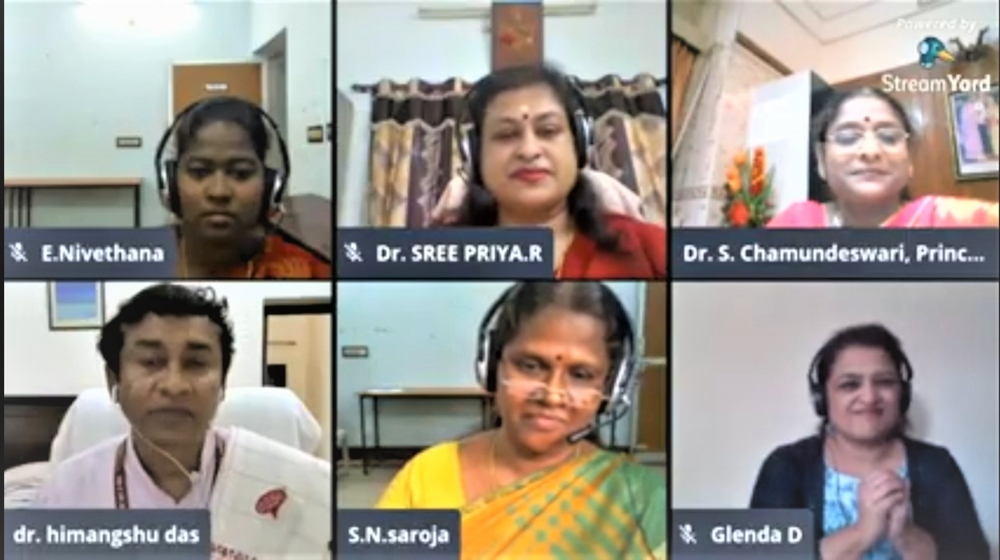 Powered by
StreamYard
E.Nivethana
Dr. SREE PRIYA.R
Dr. S. Chamundeswari, Princ...
dr. himangshu das
S.N.saroja
Glenda D